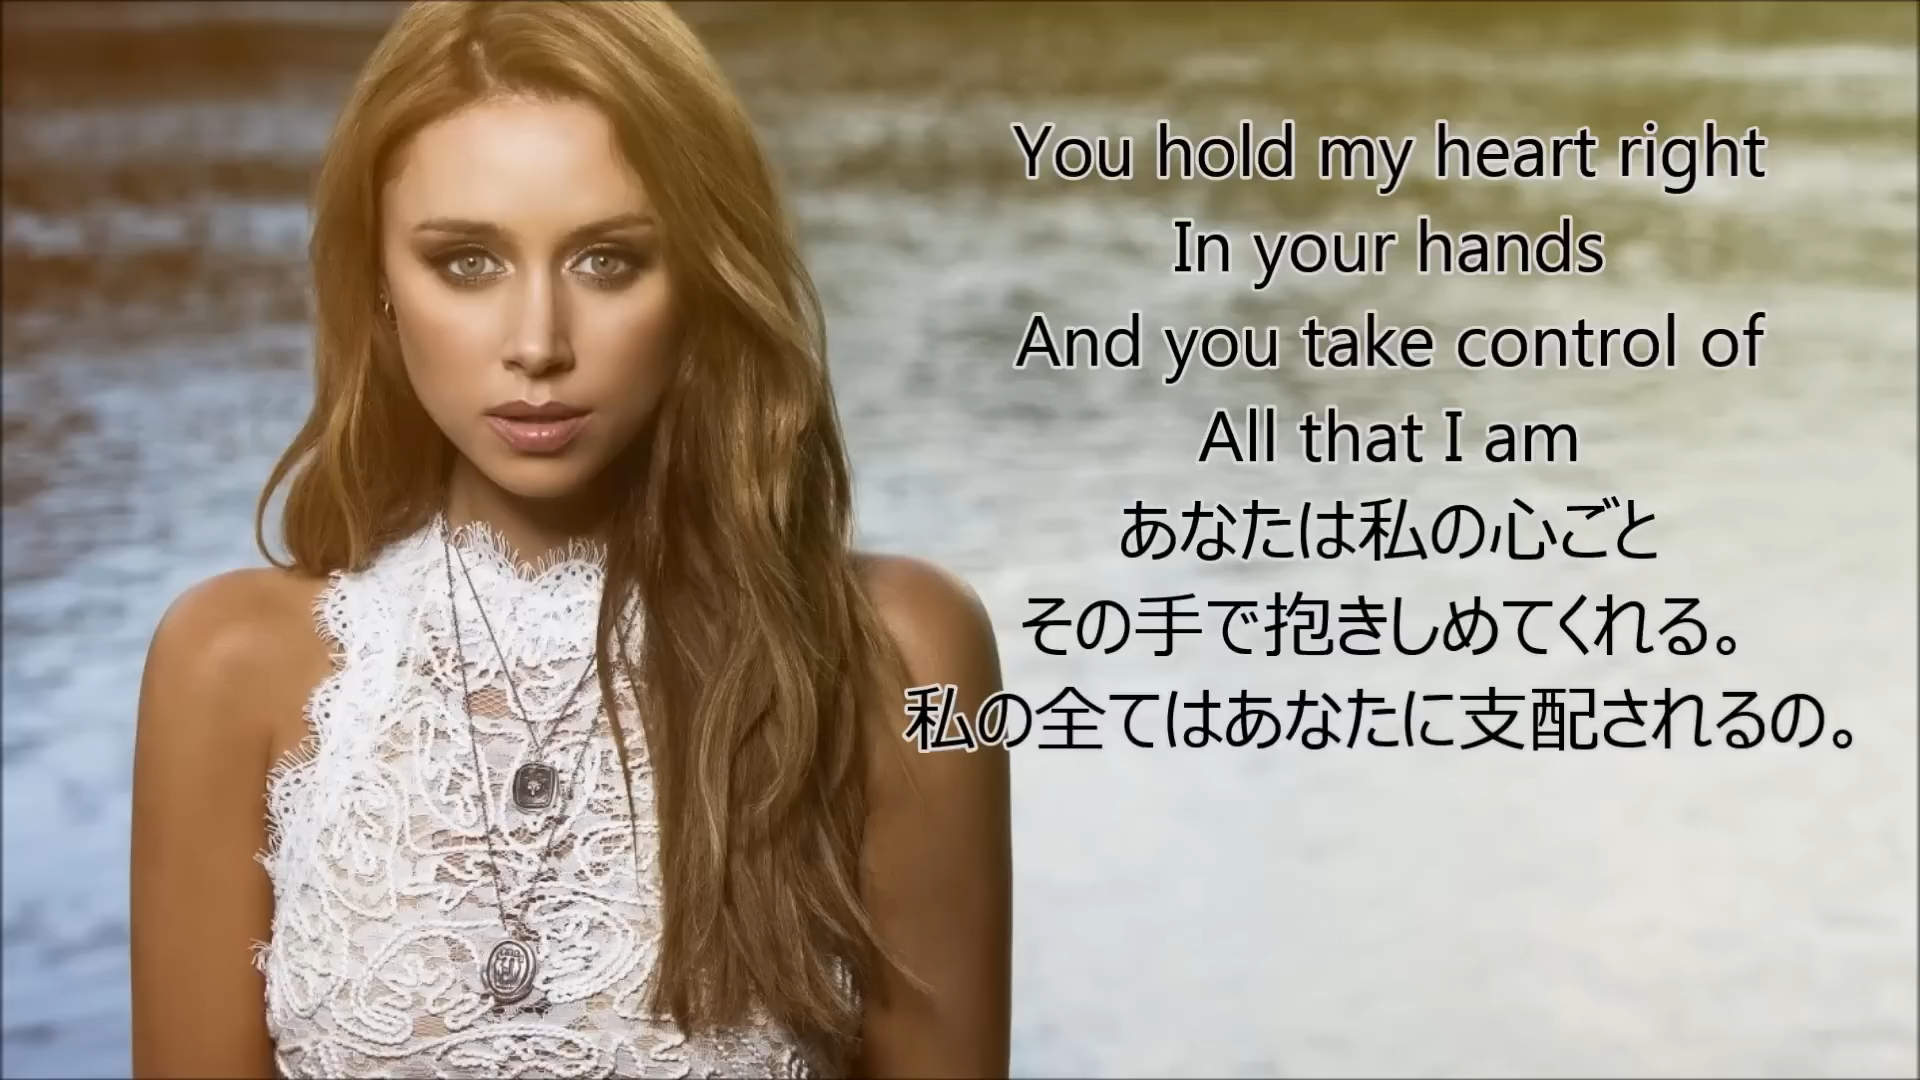 You hold my heart right
In your hands
And you take control of
All that I am
あなたは私の心ごと
その手で抱きしめてくれる。
私の全てはあなたに支配されるの。